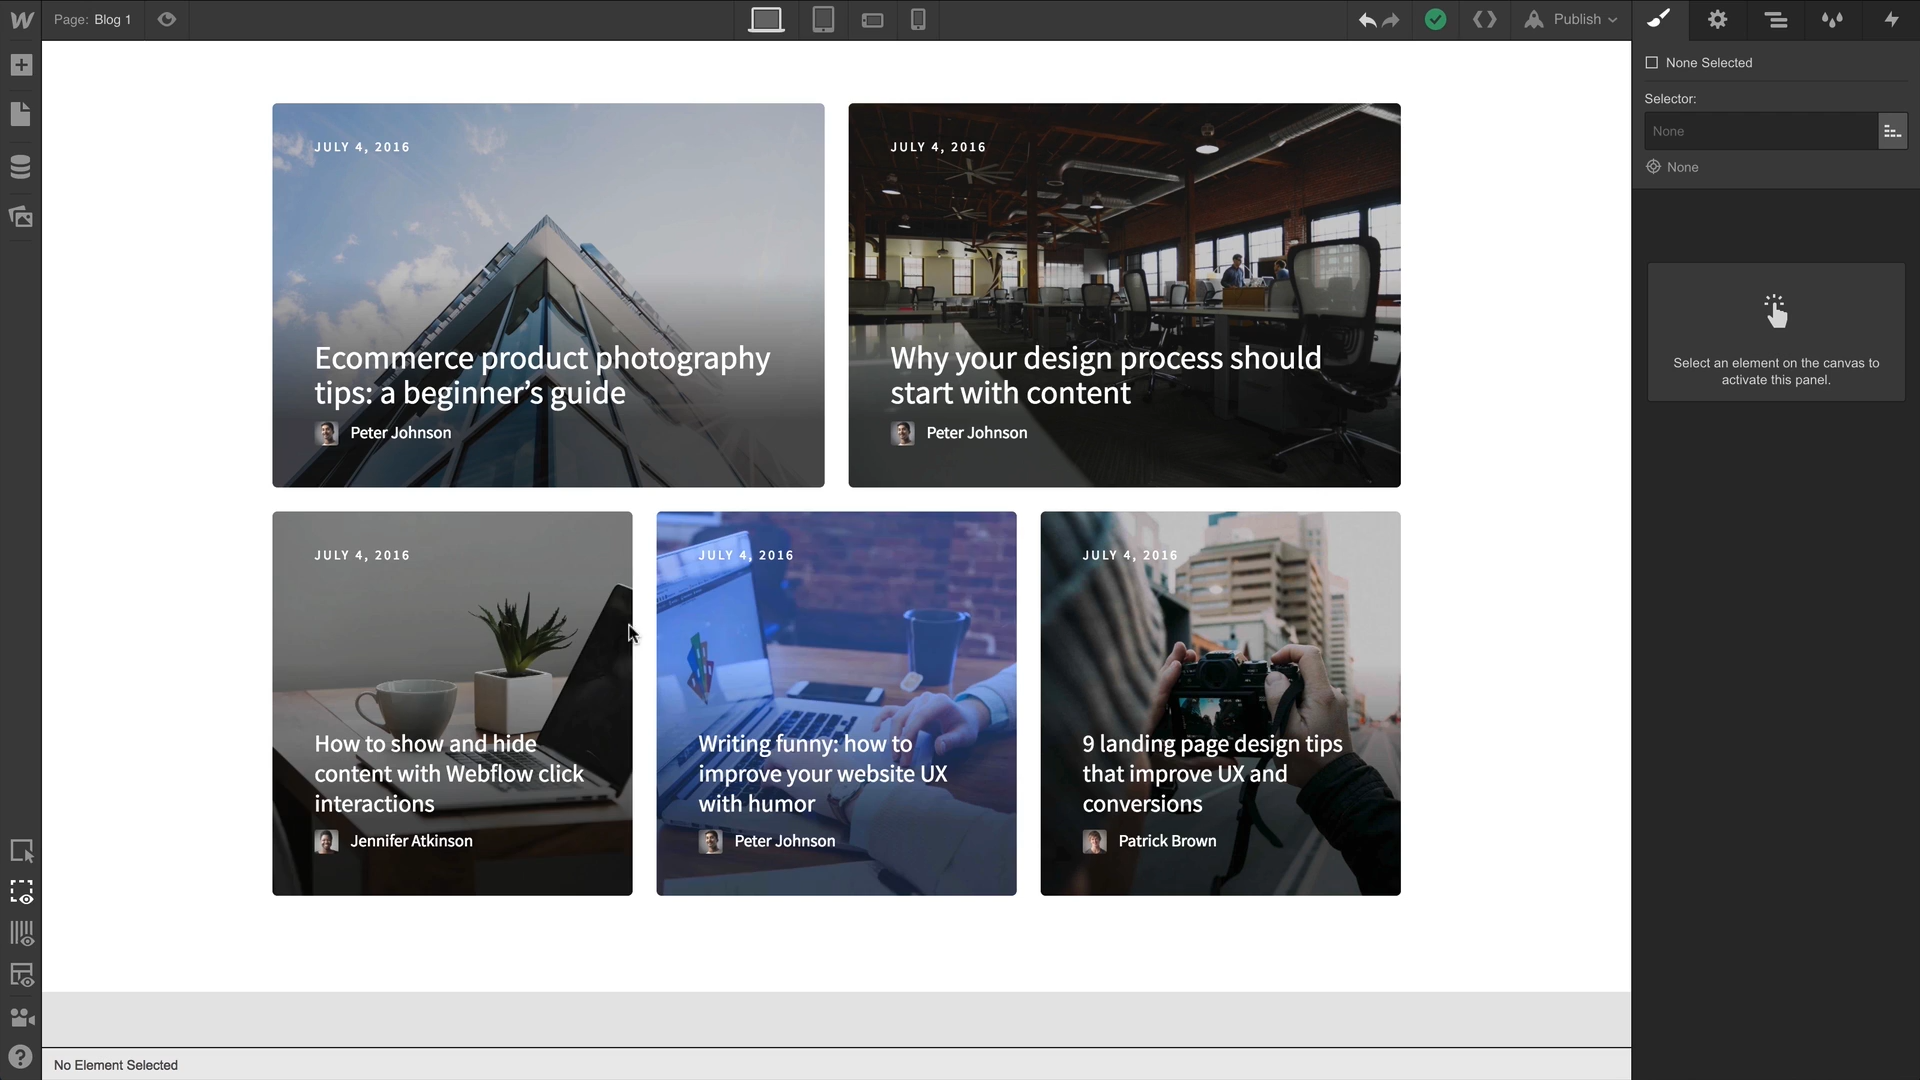 Page: Blog 1
Publish
None Selected
Selector:
None
None
Select an element on the canvas to
activate this panel.
JULY 4, 2016
Ecommerce product photography
tips: a beginner’s guide
Peter Johnson
JULY 4, 2016
Why your design process should
start with content
Peter Johnson
JULY 4, 2016
How to show and hide
content with Webflow click
interactions
Jennifer Atkinson
JULY 4, 2016
Writing funny: how to
improve your website UX
with humor
Peter Johnson
JULY 4, 2016
9 landing page design tips
that improve UX and
conversions
Patrick Brown
No Element Selected